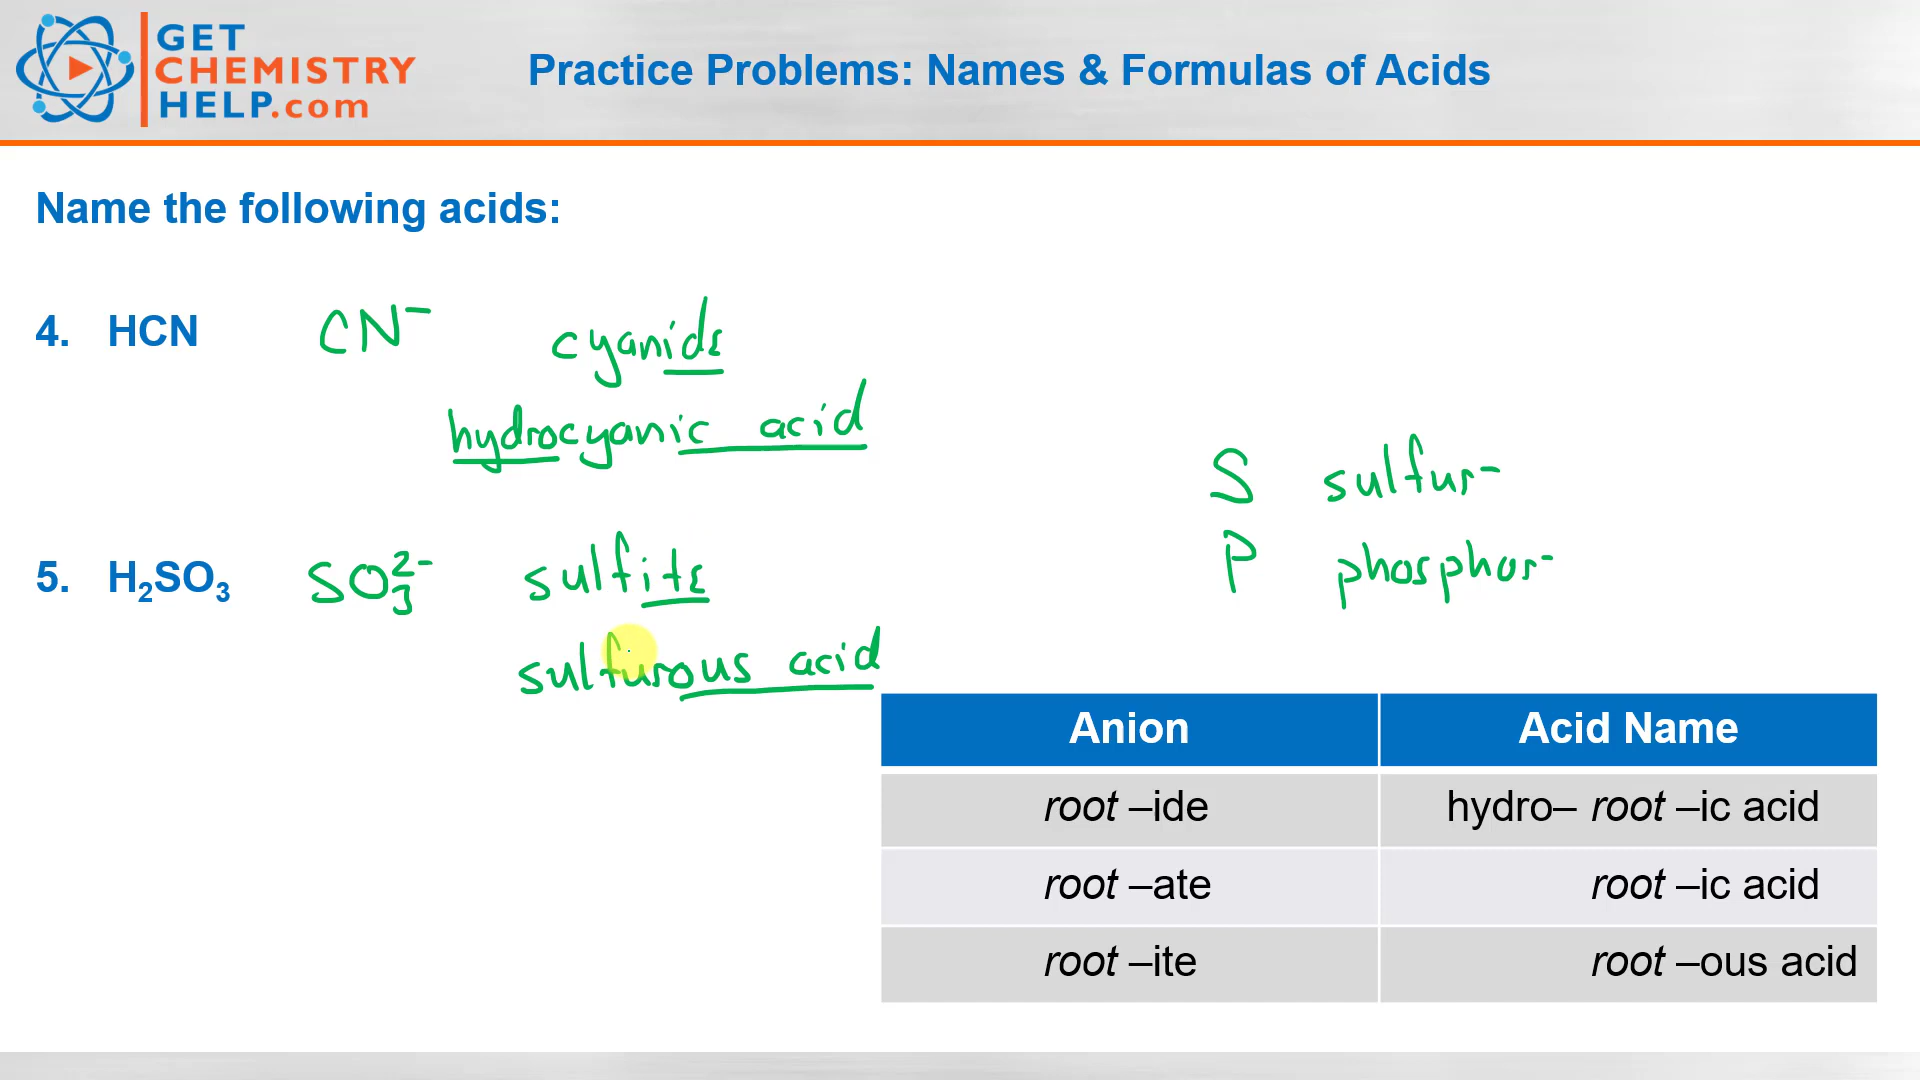 GET
CHEMISTRY
HELP.com
Practice Problems: Names & Formulas of Acids
Name the following acids:
4. HCN CN⁻ cyanide
hydrocyanic acid
S sulfur-
P phosphor-
5. H₂SO₃ SO₃²⁻ sulfite
sulfurous acid
Anion Acid Name
root –ide hydro– root –ic acid
root –ate root –ic acid
root –ite root –ous acid